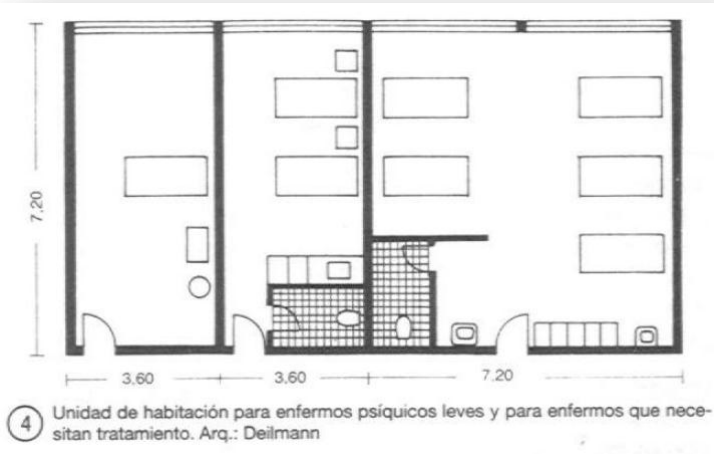 7,20
3,60
3,60
7,20
4
Unidad de habitación para enfermos psíquicos leves y para enfermos que nece-
sitan tratamiento. Arq.: Deilmann